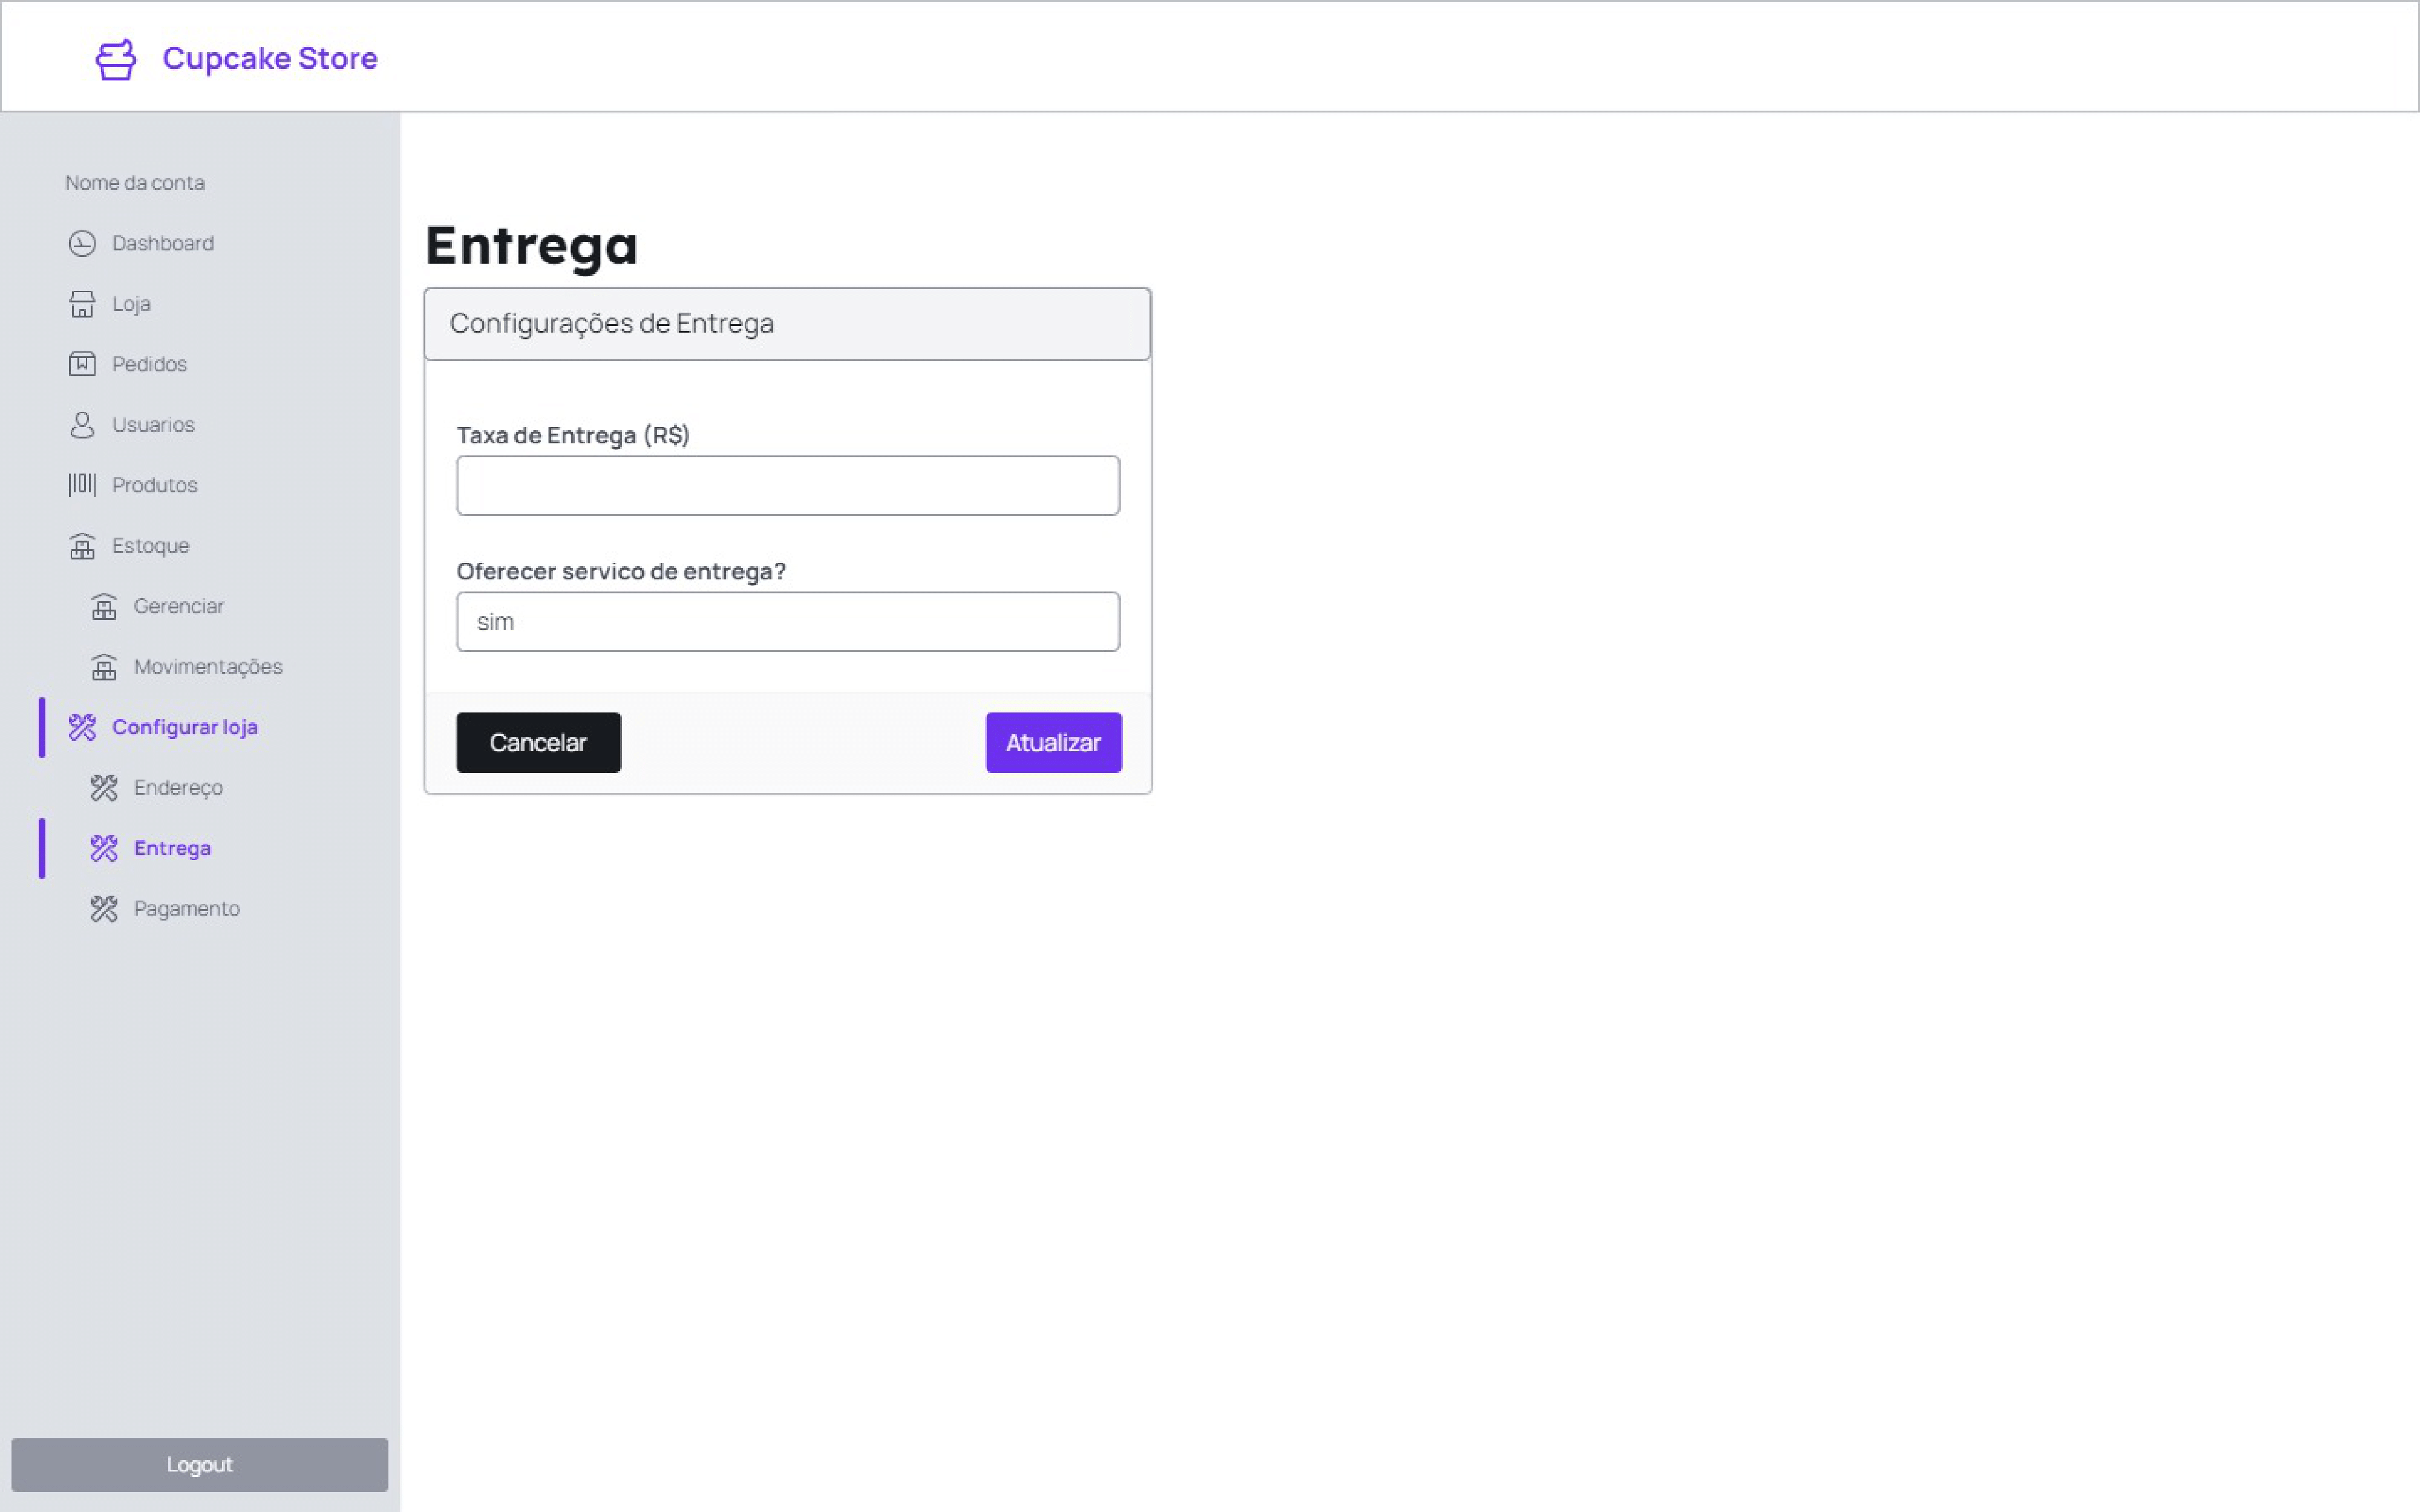 Cupcake Store
Nome da conta
Dashboard
Loja
Pedidos
Usuarios
Produtos
Estoque
Gerenciar
Movimentações
Configurar loja
Endereço
Entrega
Pagamento
Logout
Entrega
Configurações de Entrega
Taxa de Entrega (R$)
Oferecer servico de entrega?
sim
Cancelar
Atualizar